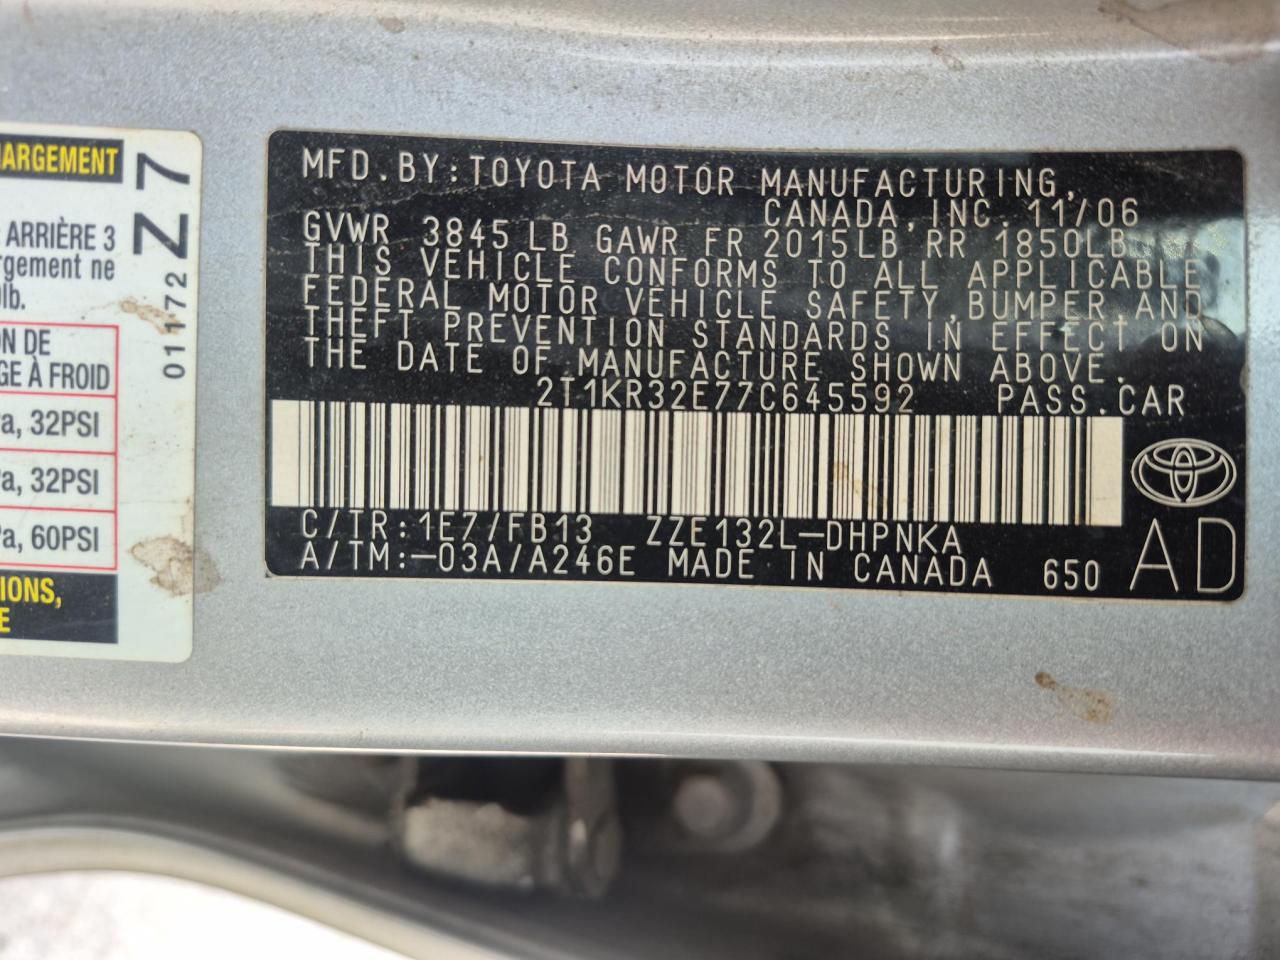 ARGEMENT
ARRIÈRE 3
rgement ne
lb.
ON DE
GE À FROID
a, 32PSI
a, 32PSI
a, 60PSI
IONS,
E
01172
Z7
MFD.BY:TOYOTA MOTOR MANUFACTURING,
CANADA, INC. 11/06
GVWR 3845 LB GAWR FR 2015LB RR 1850LB
THIS VEHICLE CONFORMS TO ALL APPLICABLE
FEDERAL MOTOR VEHICLE SAFETY,BUMPER AND
THEFT PREVENTION STANDARDS IN EFFECT ON
THE DATE OF MANUFACTURE SHOWN ABOVE.
2T1KR32E77C645592 PASS.CAR
C/TR:1E7/FB13 ZZE132L-DHPNKA
A/TM:-03A/A246E MADE IN CANADA 650
AD